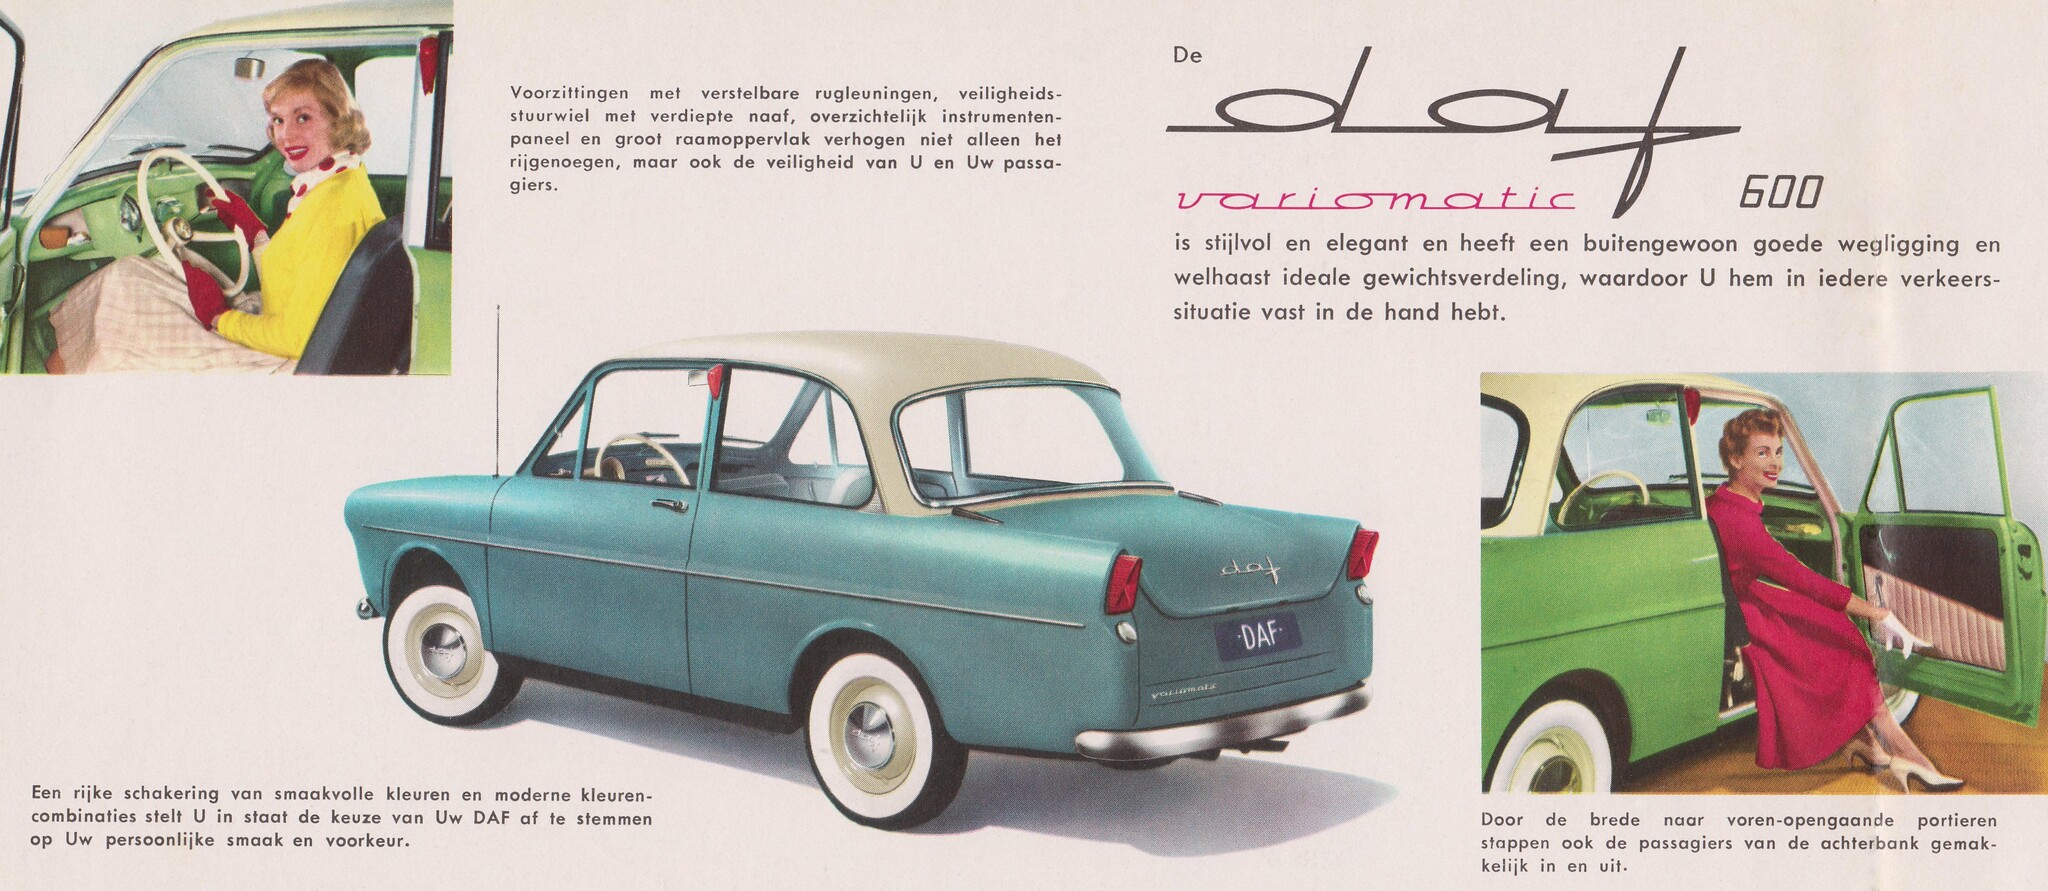 Voorzittingen met verstelbare rugleuningen, veiligheids-
stuurwiel met verdiepte naaf, overzichtelijk instrumenten-
paneel en groot raamoppervlak verhogen niet alleen het
rijgenoegen, maar ook de veiligheid van U en Uw passa-
giers.
De
daf
variomatic 600
is stijlvol en elegant en heeft een buitengewoon goede wegligging en
welhaast ideale gewichtsverdeling, waardoor U hem in iedere verkeers-
situatie vast in de hand hebt.
daf
·DAF·
variomatic
Een rijke schakering van smaakvolle kleuren en moderne kleuren-
combinaties stelt U in staat de keuze van Uw DAF af te stemmen
op Uw persoonlijke smaak en voorkeur.
Door de brede naar voren-opengaande portieren
stappen ook de passagiers van de achterbank gemak-
kelijk in en uit.